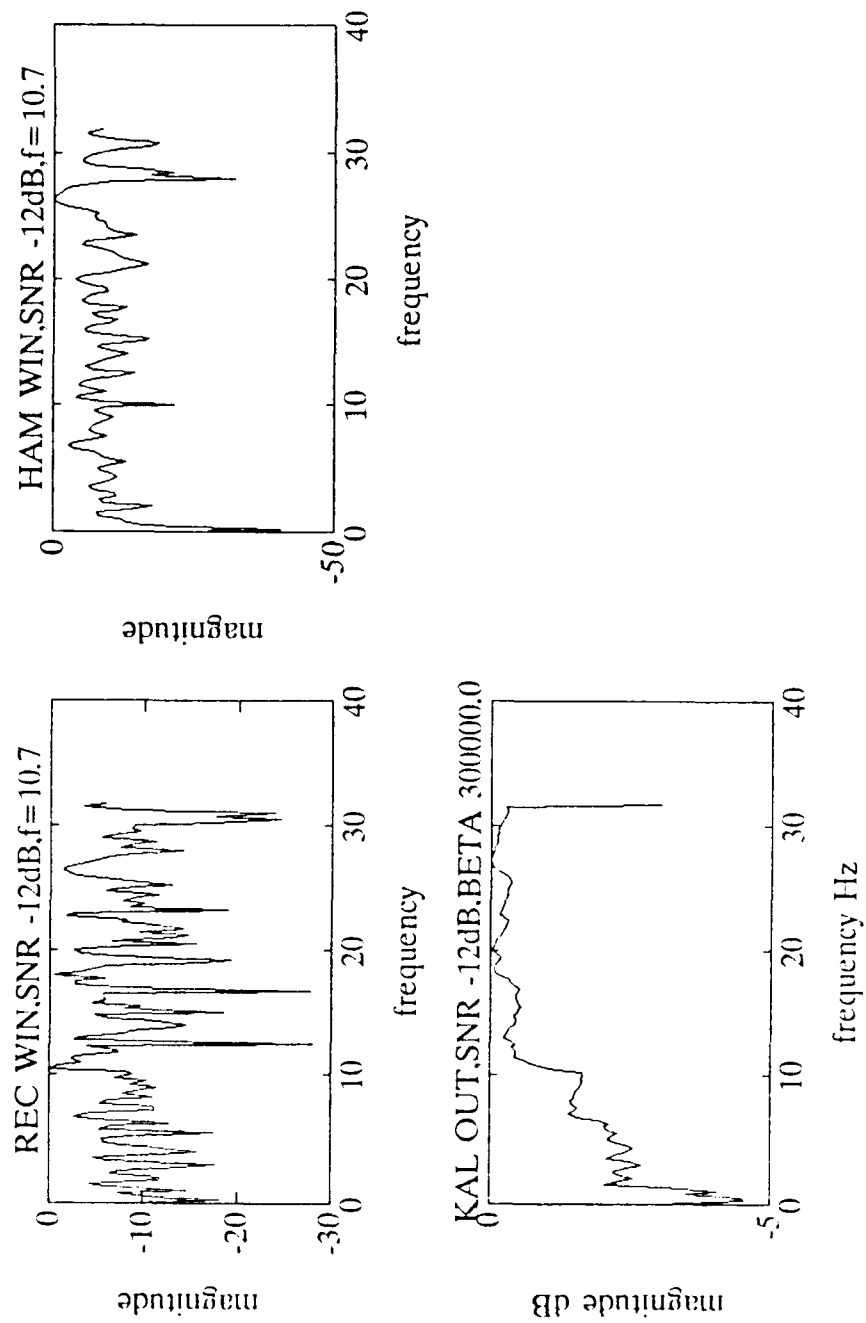 REC WIN.SNR -12dB,f=10.7
0
-10
-20
-30
magnitude
0
10
20
30
40
frequency
HAM WIN.SNR -12dB,f=10.7
0
-50
magnitude
0
10
20
30
40
frequency
KAL OUT.SNR -12dB.BETA 300000.0
0
-5
magnitude dB
0
10
20
30
40
frequency Hz